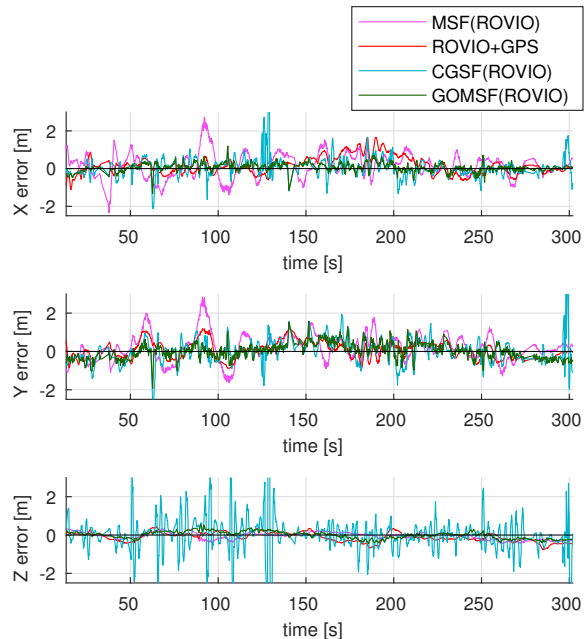 MSF(ROVIO)
ROVIO+GPS
CGSF(ROVIO)
GOMSF(ROVIO)
X error [m]
2
0
-2
50 100 150 200 250 300
time [s]
Y error [m]
2
0
-2
50 100 150 200 250 300
time [s]
Z error [m]
2
0
-2
50 100 150 200 250 300
time [s]